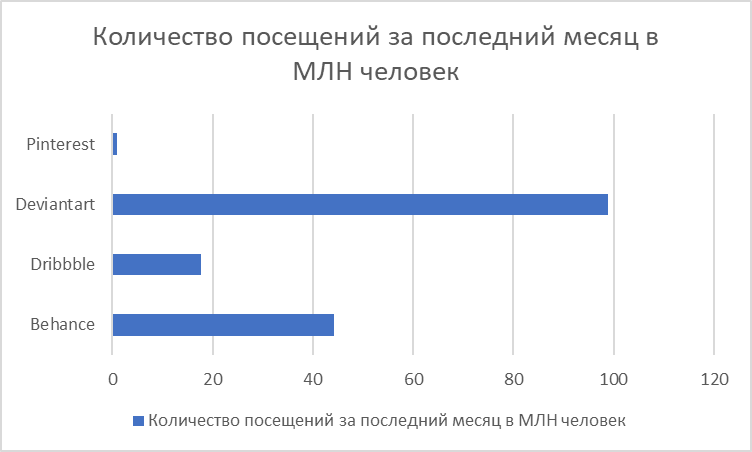 Количество посещений за последний месяц в
МЛН человек
Pinterest
Deviantart
Dribbble
Behance
0 20 40 60 80 100 120
Количество посещений за последний месяц в МЛН человек